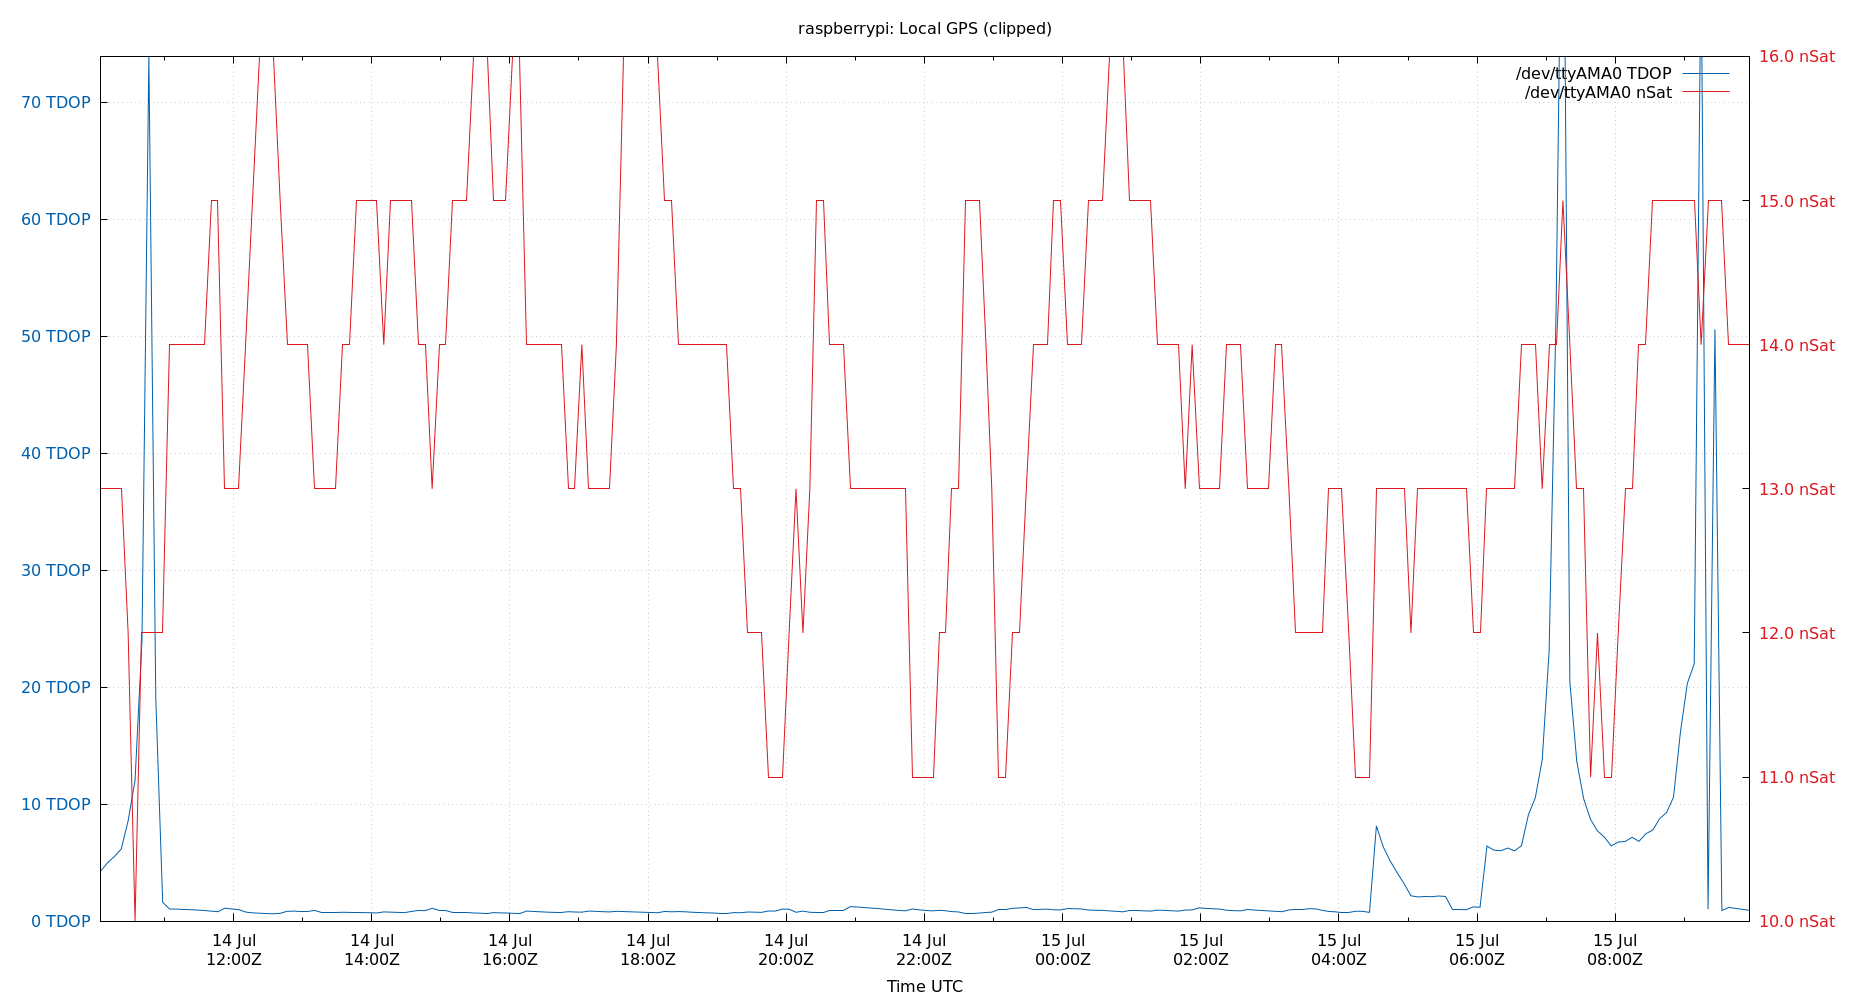 raspberrypi: Local GPS (clipped)
/dev/ttyAMA0 TDOP
/dev/ttyAMA0 nSat
70 TDOP
60 TDOP
50 TDOP
40 TDOP
30 TDOP
20 TDOP
10 TDOP
0 TDOP
16.0 nSat
15.0 nSat
14.0 nSat
13.0 nSat
12.0 nSat
11.0 nSat
10.0 nSat
14 Jul
12:00Z
14 Jul
14:00Z
14 Jul
16:00Z
14 Jul
18:00Z
14 Jul
20:00Z
14 Jul
22:00Z
15 Jul
00:00Z
15 Jul
02:00Z
15 Jul
04:00Z
15 Jul
06:00Z
15 Jul
08:00Z
Time UTC